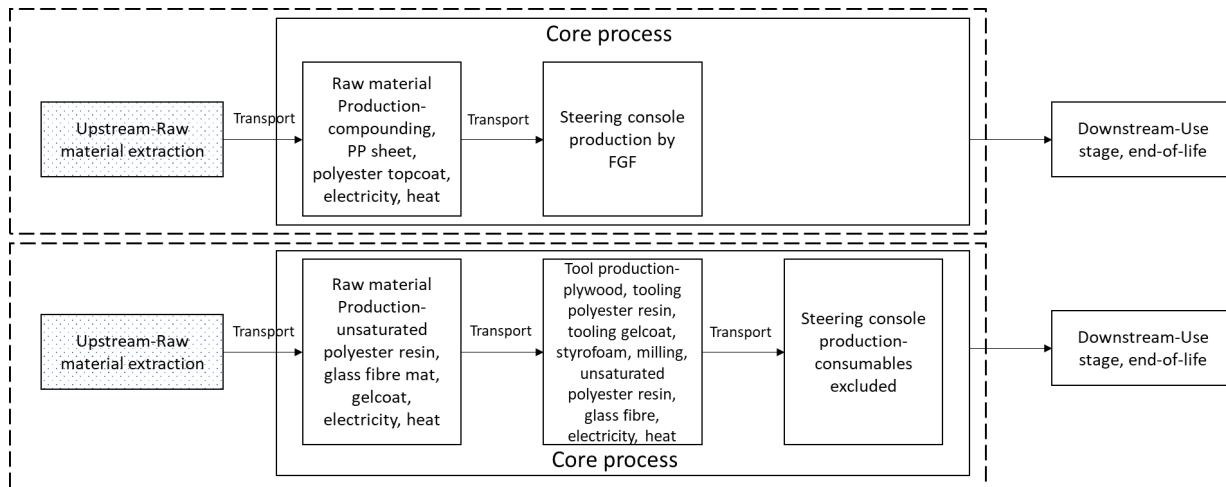 Core process
Upstream-Raw
material extraction
Transport
Raw material
Production-
compounding,
PP sheet,
polyester topcoat,
electricity, heat
Transport
Steering console
production by
FGF
Downstream-Use
stage, end-of-life
Upstream-Raw
material extraction
Transport
Raw material
Production-
unsaturated
polyester resin,
glass fibre mat,
gelcoat,
electricity, heat
Transport
Tool production-
plywood, tooling
polyester resin,
tooling gelcoat,
styrofoam, milling,
unsaturated
polyester resin,
glass fibre,
electricity, heat
Transport
Steering console
production-
consumables
excluded
Downstream-Use
stage, end-of-life
Core process